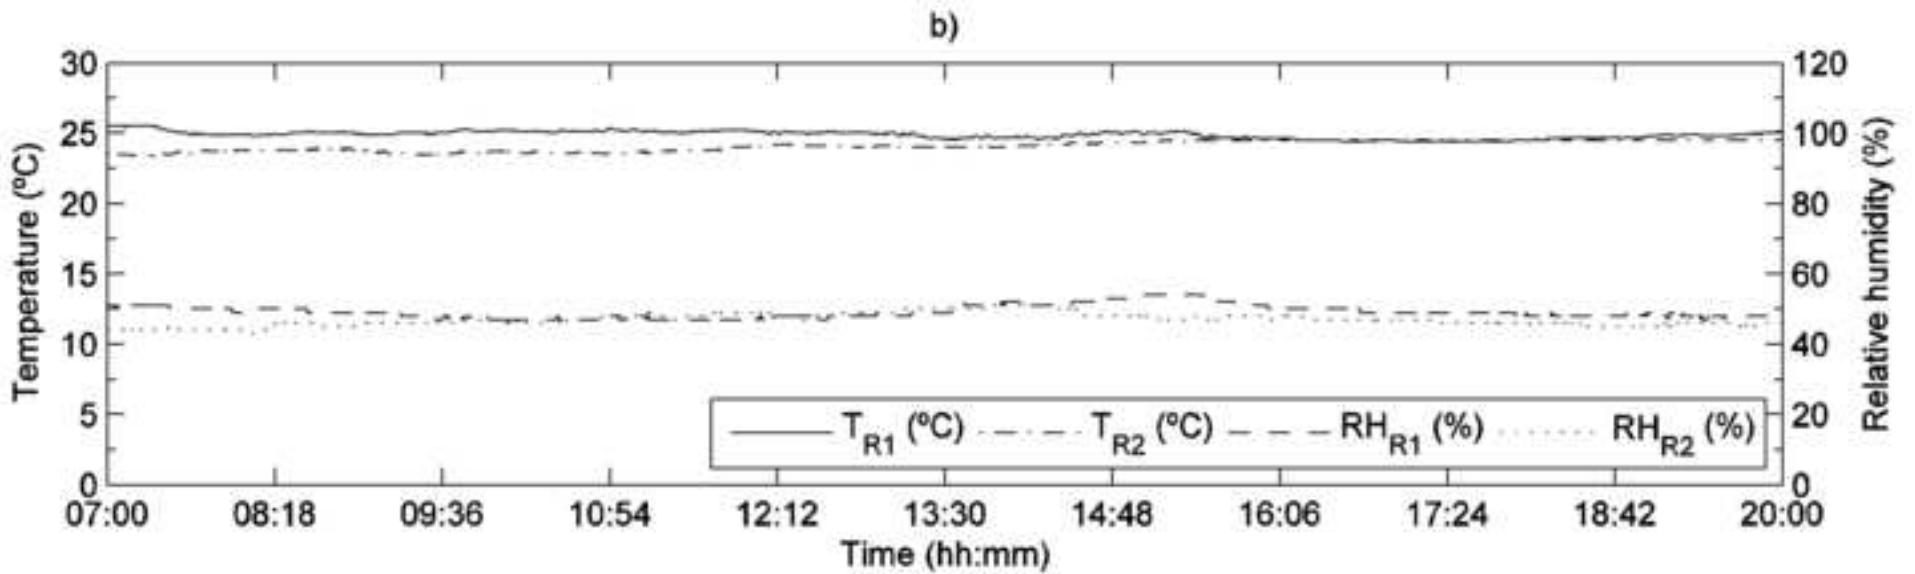 b)
30 120
25 100
20 80
15 60
10 40
5 20
0 0
Temperature (ºC)
Relative humidity (%)
T_R1 (ºC) T_R2 (ºC) RH_R1 (%) RH_R2 (%)
07:00 08:18 09:36 10:54 12:12 13:30 14:48 16:06 17:24 18:42 20:00
Time (hh:mm)